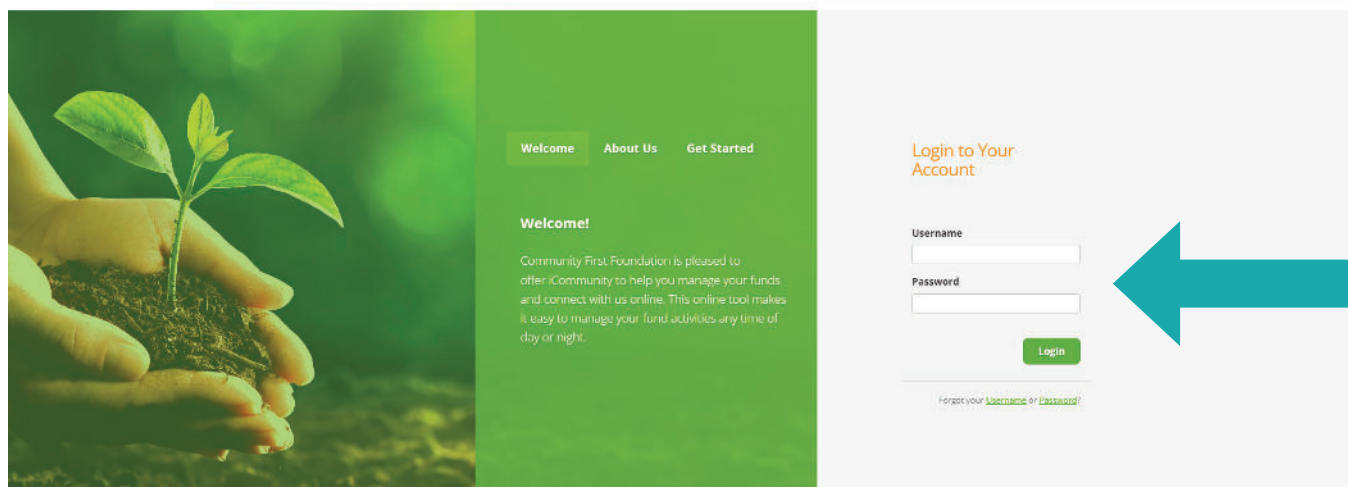 Welcome About Us Get Started
Welcome!
Community First Foundation is pleased to
offer iCommunity to help you manage your funds
and connect with us online. This online tool makes
it easy to manage your fund activities any time of
day or night.
Login to Your
Account
Username
Password
Login
Forgot your Username or Password?